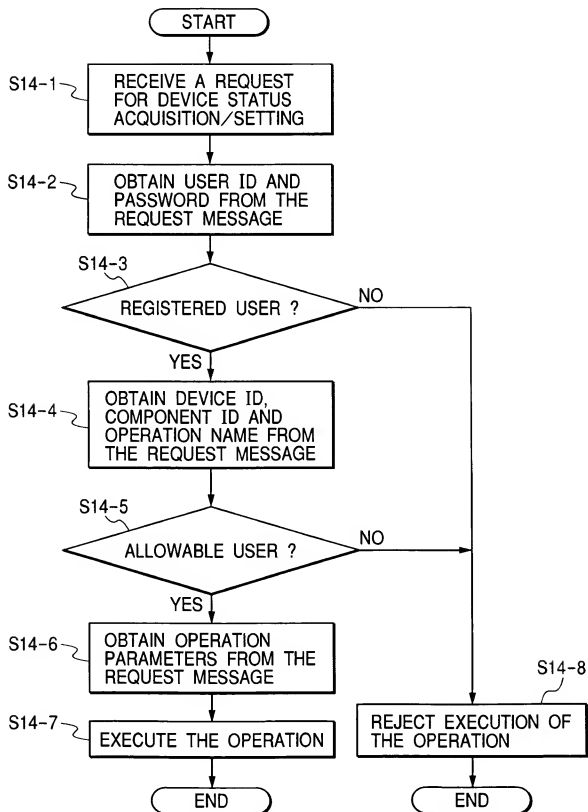 START
S14-1
RECEIVE A REQUEST
FOR DEVICE STATUS
ACQUISITION/SETTING
S14-2
OBTAIN USER ID AND
PASSWORD FROM THE
REQUEST MESSAGE
S14-3
REGISTERED USER ?
NO
YES
S14-4
OBTAIN DEVICE ID,
COMPONENT ID AND
OPERATION NAME FROM
THE REQUEST MESSAGE
S14-5
ALLOWABLE USER ?
NO
YES
S14-6
OBTAIN OPERATION
PARAMETERS FROM THE
REQUEST MESSAGE
S14-7
EXECUTE THE OPERATION
END
S14-8
REJECT EXECUTION OF
THE OPERATION
END